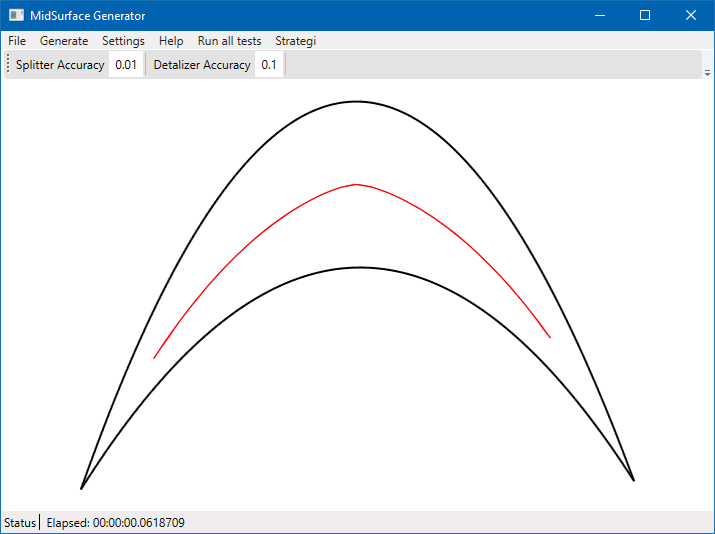 MidSurface Generator
File Generate Settings Help Run all tests Strategi
Splitter Accuracy 0.01 Detalizer Accuracy 0.1
Status Elapsed: 00:00:00.0618709